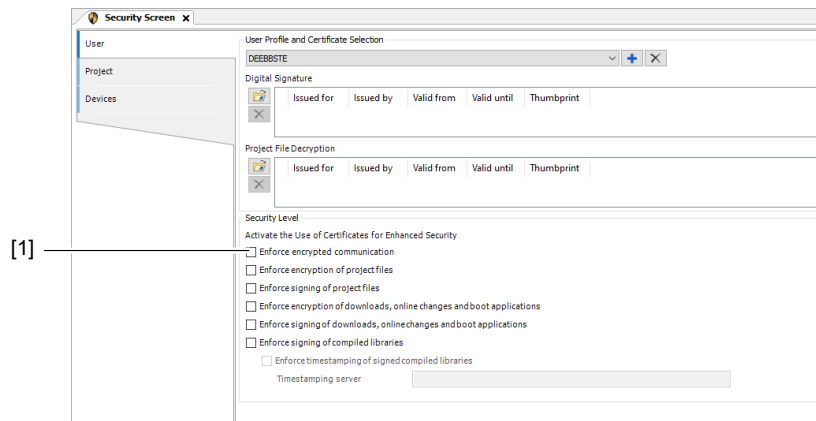 Security Screen x
User
Project
Devices
User Profile and Certificate Selection
DEEBBSTE
Digital Signature
Issued for Issued by Valid from Valid until Thumbprint
Project File Decryption
Issued for Issued by Valid from Valid until Thumbprint
Security Level
Activate the Use of Certificates for Enhanced Security
[1]
Enforce encrypted communication
Enforce encryption of project files
Enforce signing of project files
Enforce encryption of downloads, online changes and boot applications
Enforce signing of downloads, online changes and boot applications
Enforce signing of compiled libraries
Enforce timestamping of signed compiled libraries
Timestamping server